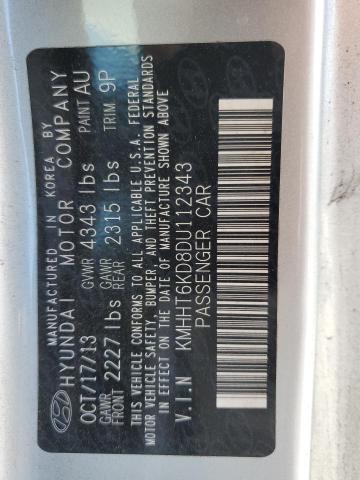 MANUFACTURED IN KOREA BY
HYUNDAI MOTOR COMPANY
OCT/17/13 GVWR 4343 lbs PAINT AU
GAWR FRONT 2227 lbs GAWR REAR 2315 lbs TRIM 9P
THIS VEHICLE CONFORMS TO ALL APPLICABLE U.S.A. FEDERAL
MOTOR VEHICLE SAFETY, BUMPER, AND THEFT PREVENTION STANDARDS
IN EFFECT ON THE DATE OF MANUFACTURE SHOWN ABOVE
V.I.N KMHHT6KD8DU112343
PASSENGER CAR